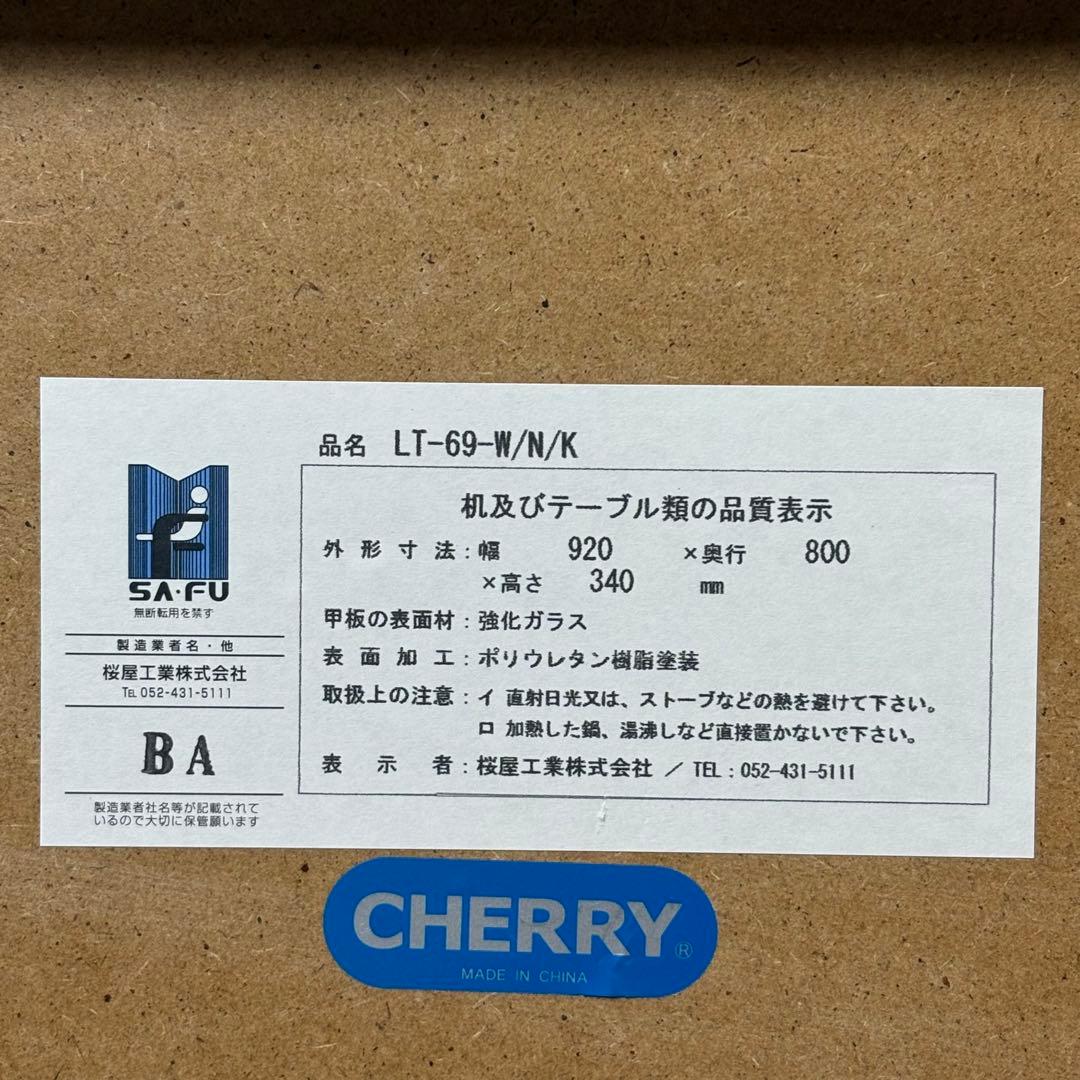 品名 LT-69-W/N/K
机及びテーブル類の品質表示
外形寸法:幅 920 ×奥行 800
×高さ 340 mm
甲板の表面材:強化ガラス
表面加工:ポリウレタン樹脂塗装
取扱上の注意:イ 直射日光又は、ストーブなどの熱を避けて下さい。
ロ 加熱した鍋、湯沸しなど直接置かないで下さい。
表示者:桜屋工業株式会社 / TEL:052-431-5111
SA・FU
無断転用を禁ず
製造業者名・他
桜屋工業株式会社
TEL 052-431-5111
BA
製造業者社名等が記載されて
いるので大切に保管願います
CHERRY®
MADE IN CHINA